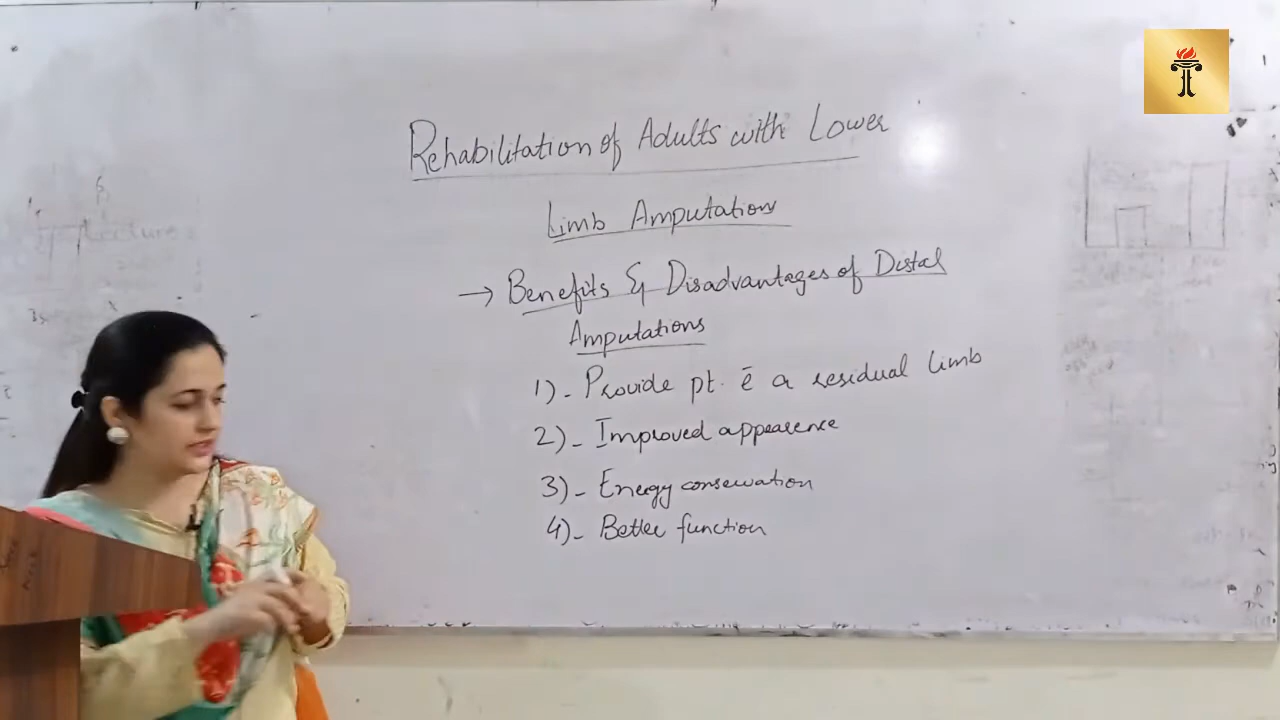 Rehabilitation of Adults with Lower
Limb Amputation
→ Benefits & Disadvantages of Distal
Amputations
1)- Provide pt. c̄ a residual limb
2)- Improved appearence
3)- Energy conservation
4)- Better function